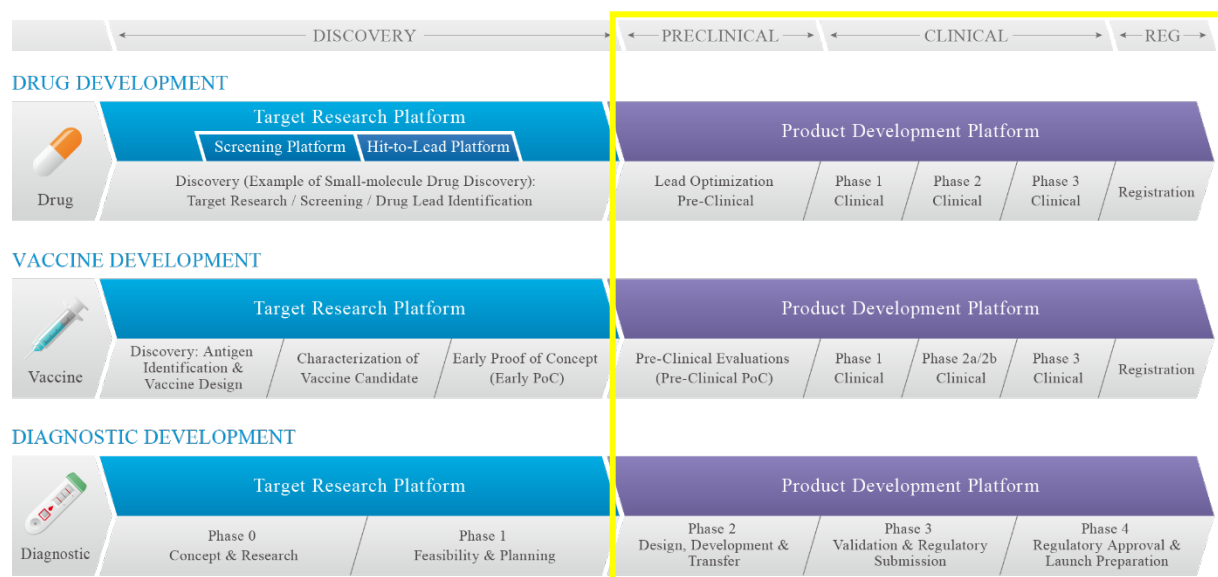 DISCOVERY
PRECLINICAL
CLINICAL
REG
DRUG DEVELOPMENT
Drug
Target Research Platform
Screening Platform
Hit-to-Lead Platform
Discovery (Example of Small-molecule Drug Discovery):
Target Research / Screening / Drug Lead Identification
Product Development Platform
Lead Optimization
Pre-Clinical
Phase 1
Clinical
Phase 2
Clinical
Phase 3
Clinical
Registration
VACCINE DEVELOPMENT
Vaccine
Target Research Platform
Discovery: Antigen
Identification &
Vaccine Design
Characterization of
Vaccine Candidate
Early Proof of Concept
(Early PoC)
Product Development Platform
Pre-Clinical Evaluations
(Pre-Clinical PoC)
Phase 1
Clinical
Phase 2a/2b
Clinical
Phase 3
Clinical
Registration
DIAGNOSTIC DEVELOPMENT
Diagnostic
Target Research Platform
Phase 0
Concept & Research
Phase 1
Feasibility & Planning
Product Development Platform
Phase 2
Design, Development &
Transfer
Phase 3
Validation & Regulatory
Submission
Phase 4
Regulatory Approval &
Launch Preparation